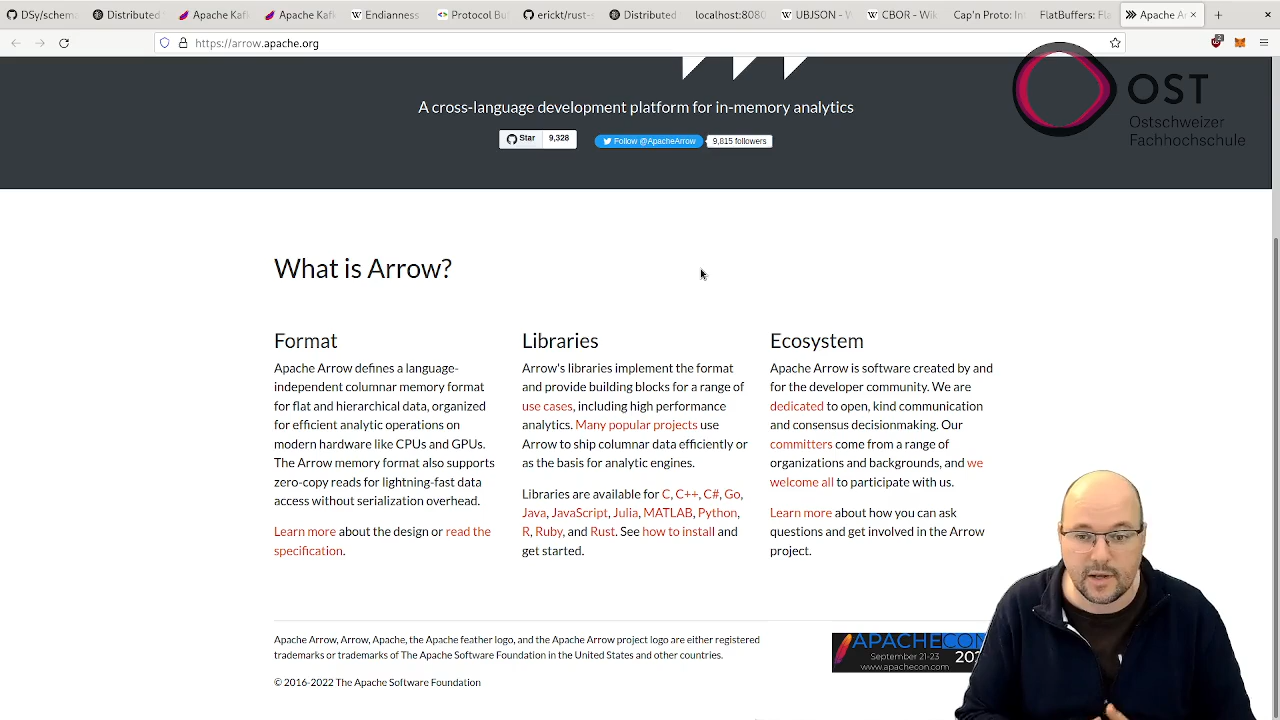 DSy/schem
Distributed
Apache Kafk
Apache Kafk
Endianness
Protocol Buf
erickt/rust-s
Distributed
localhost:8080
UBJSON - W
CBOR - Wik
Cap'n Proto: Int
FlatBuffers: Fla
Apache Ar
https://arrow.apache.org
2
OST
Ostschweizer
Fachhochschule
A cross-language development platform for in-memory analytics
Star 9,328
Follow @ApacheArrow 9,815 followers
What is Arrow?
Format
Apache Arrow defines a language-
independent columnar memory format
for flat and hierarchical data, organized
for efficient analytic operations on
modern hardware like CPUs and GPUs.
The Arrow memory format also supports
zero-copy reads for lightning-fast data
access without serialization overhead.
Learn more about the design or read the
specification.
Libraries
Arrow's libraries implement the format
and provide building blocks for a range of
use cases, including high performance
analytics. Many popular projects use
Arrow to ship columnar data efficiently or
as the basis for analytic engines.
Libraries are available for C, C++, C#, Go,
Java, JavaScript, Julia, MATLAB, Python,
R, Ruby, and Rust. See how to install and
get started.
Ecosystem
Apache Arrow is software created by and
for the developer community. We are
dedicated to open, kind communication
and consensus decisionmaking. Our
committers come from a range of
organizations and backgrounds, and we
welcome all to participate with us.
Learn more about how you can ask
questions and get involved in the Arrow
project.
Apache Arrow, Arrow, Apache, the Apache feather logo, and the Apache Arrow project logo are either registered
trademarks or trademarks of The Apache Software Foundation in the United States and other countries.
© 2016-2022 The Apache Software Foundation
APACHECON
September 21-23
www.apachecon.com